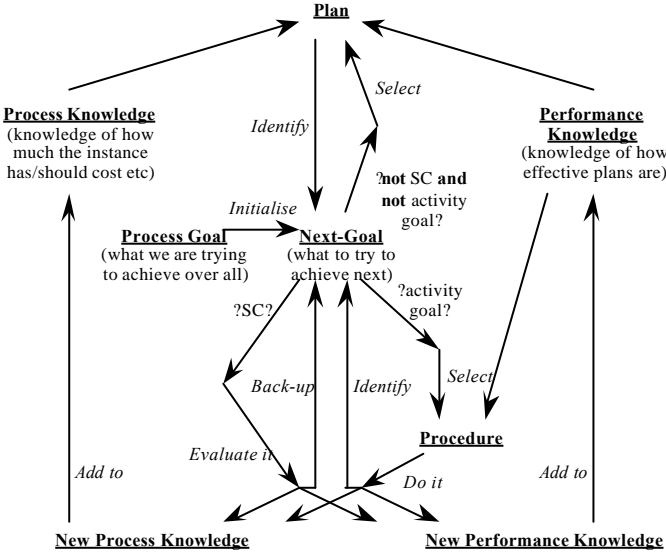 Plan
Select
Process Knowledge
(knowledge of how
much the instance
has/should cost etc)
Identify
Performance
Knowledge
(knowledge of how
effective plans are)
?not SC and
not activity
goal?
Initialise
Process Goal
(what we are trying
to achieve over all)
Next-Goal
(what to try to
achieve next)
?SC?
?activity
goal?
Back-up
Identify
Select
Procedure
Evaluate it
Add to
Do it
Add to
New Process Knowledge
New Performance Knowledge